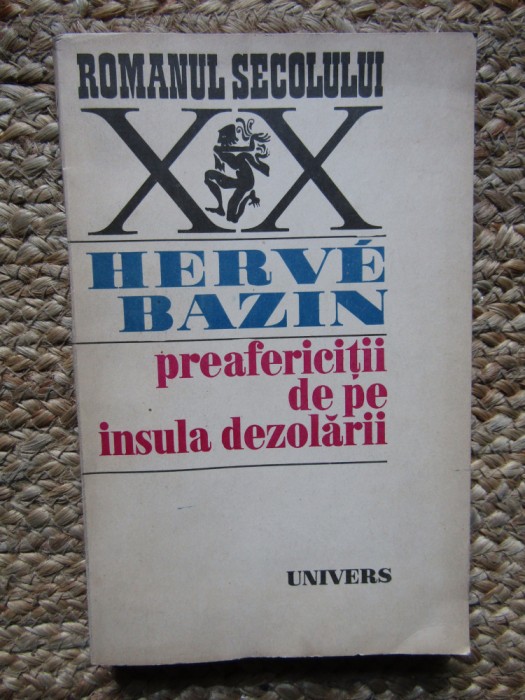 ROMANUL SECOLULUI
XX
HERVÉ
BAZIN
preafericiții
de pe
insula dezolării
UNIVERS